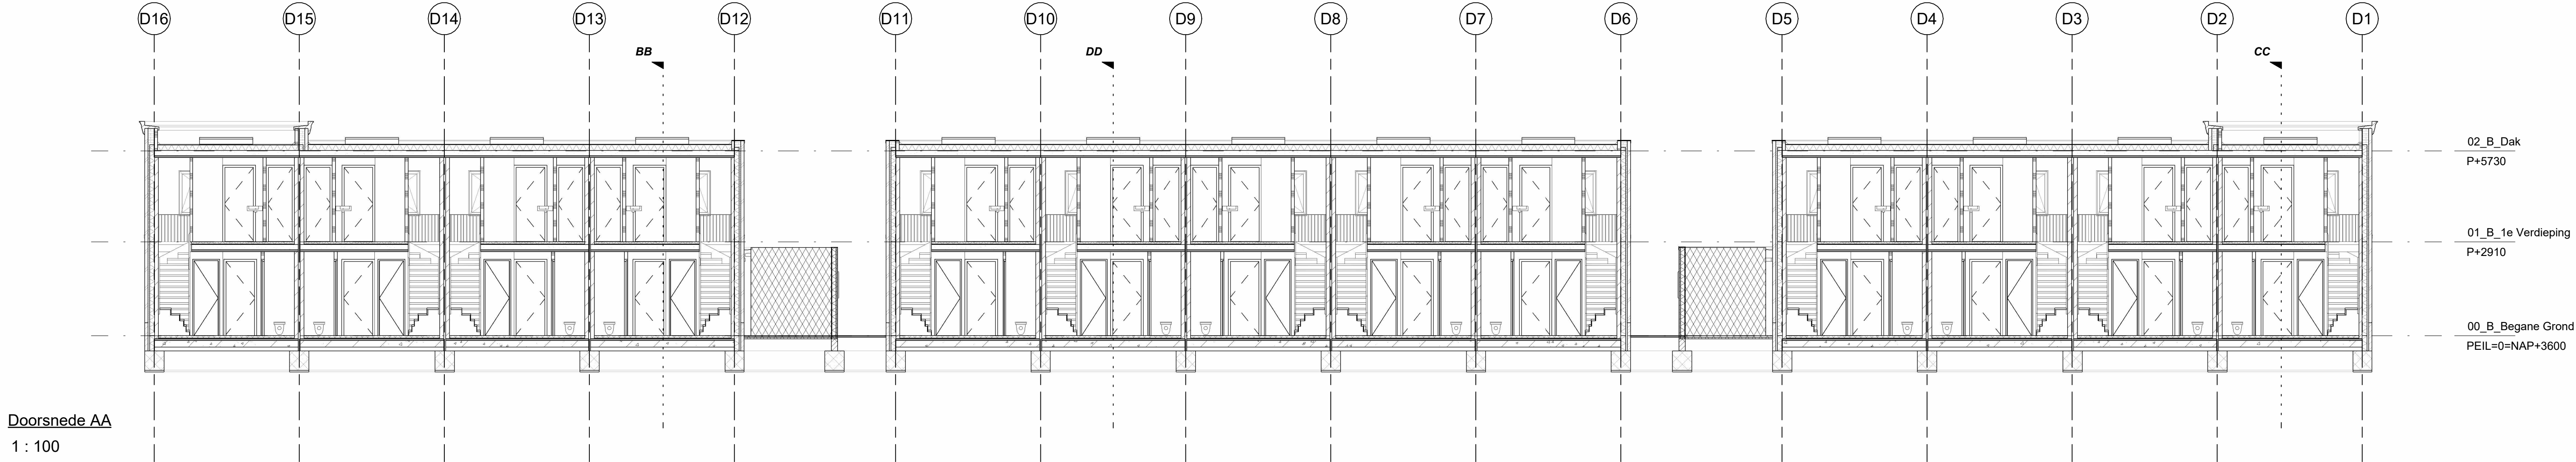 D16 D15 D14 D13 D12 D11 D10 D9 D8 D7 D6 D5 D4 D3 D2 D1
BB DD CC
02_B_Dak
P+5730
01_B_1e Verdieping
P+2910
00_B_Begane Grond
PEIL=0=NAP+3600
Doorsnede AA
1 : 100